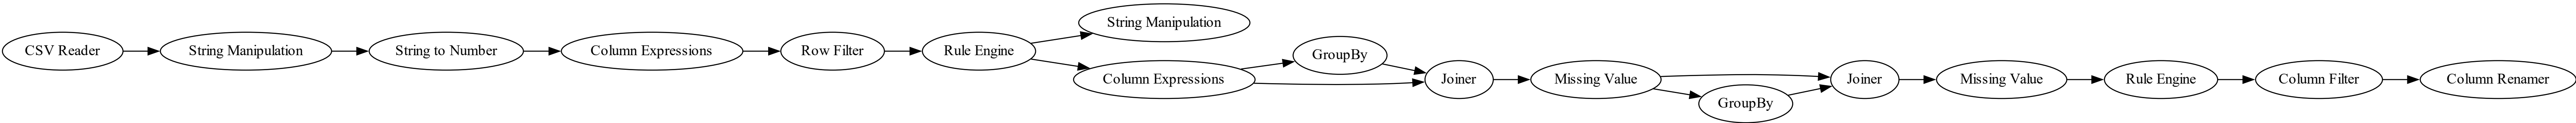 CSV Reader
String Manipulation
String to Number
Column Expressions
Row Filter
Rule Engine
String Manipulation
Column Expressions
GroupBy
Joiner
Missing Value
GroupBy
Joiner
Missing Value
Rule Engine
Column Filter
Column Renamer